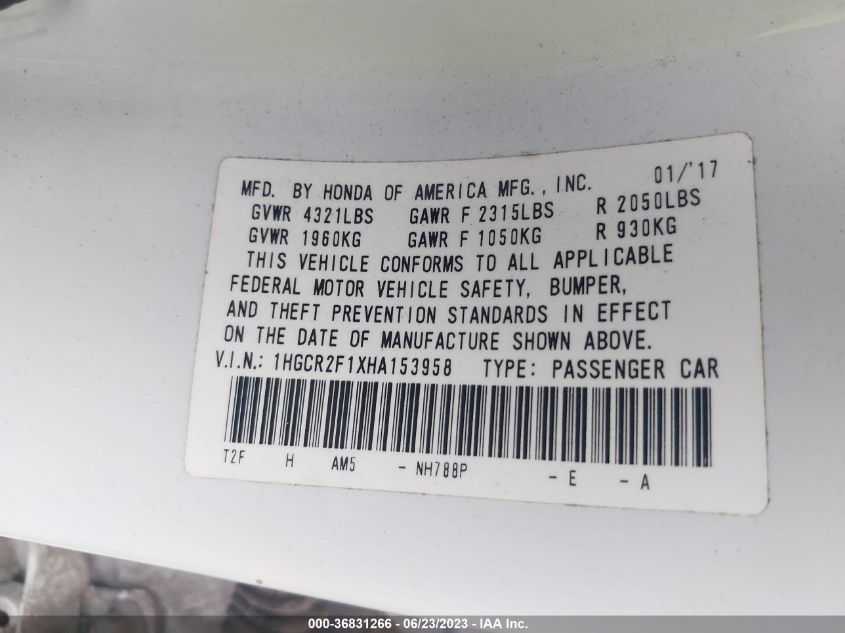 MFD. BY HONDA OF AMERICA MFG., INC. 01/'17
GVWR 4321LBS GAWR F 2315LBS R 2050LBS
GVWR 1960KG GAWR F 1050KG R 930KG
THIS VEHICLE CONFORMS TO ALL APPLICABLE
FEDERAL MOTOR VEHICLE SAFETY, BUMPER,
AND THEFT PREVENTION STANDARDS IN EFFECT
ON THE DATE OF MANUFACTURE SHOWN ABOVE.
V.I.N.: 1HGCR2F1XHA153958 TYPE: PASSENGER CAR
T2F H AM5 - NH788P - E - A
000-36831266 - 06/23/2023 - IAA Inc.